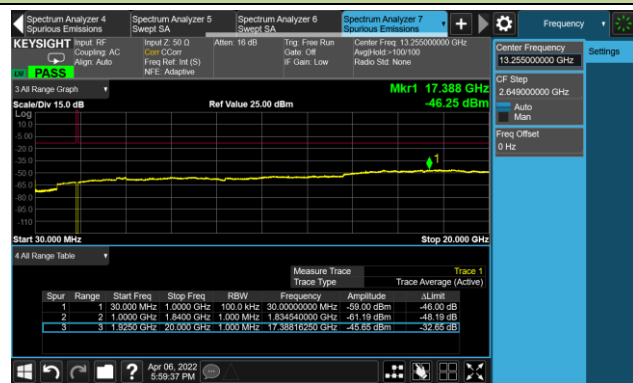 Spectrum Analyzer 4
Spurious Emissions
Spectrum Analyzer 5
Swept SA
Spectrum Analyzer 6
Swept SA
Spectrum Analyzer 7
Spurious Emissions
Frequency
KEYSIGHT
Input: RF
Coupling: AC
Align: Auto
Input Z: 50 Ω
Corr CCorr
Freq Ref: Int (S)
NFE: Adaptive
Atten: 16 dB
Trig: Free Run
Gate: Off
IF Gain: Low
Center Freq: 13.255000000 GHz
Avg|Hold:>100/100
Radio Std: None
PASS
Center Frequency
13.255000000 GHz
Settings
CF Step
2.649000000 GHz
Auto
Man
Freq Offset
0 Hz
3 All Range Graph
Mkr1 17.388 GHz
Scale/Div 15.0 dB
Ref Value 25.00 dBm
-46.25 dBm
Log
10.0
-5.00
-20.0
-35.0
-50.0
-65.0
-80.0
-95.0
-110
1
Start 30.000 MHz
Stop 20.000 GHz
4 All Range Table
Measure Trace Trace 1
Trace Type Trace Average (Active)
Spur Range Start Freq Stop Freq RBW Frequency Amplitude ΔLimit
1 1 30.000 MHz 1.0000 GHz 100.0 kHz 30.00000000 MHz -59.00 dBm -46.00 dB
2 2 1.0000 GHz 1.8400 GHz 1.000 MHz 1.834540000 GHz -61.19 dBm -48.19 dB
3 3 1.9250 GHz 20.000 GHz 1.000 MHz 17.38816250 GHz -45.65 dBm -32.65 dB
Apr 06, 2022
5:59:37 PM